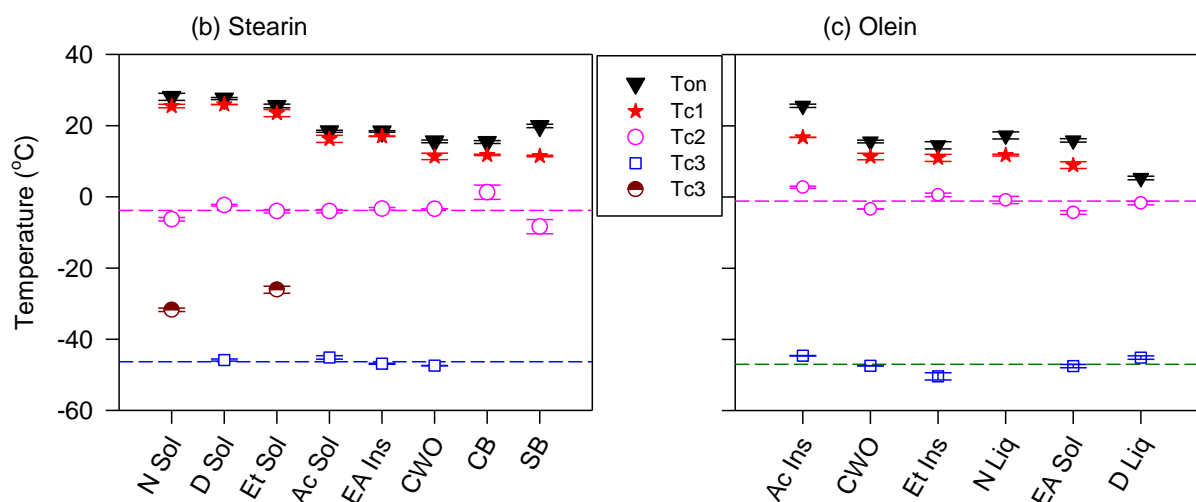 (b) Stearin
(c) Olein
Temperature (°C)
40
20
0
-20
-40
-60
Ton
Tc1
Tc2
Tc3
Tc3
N Sol
D Sol
Et Sol
Ac Sol
EA Ins
CWO
CB
SB
Ac Ins
CWO
Et Ins
N Liq
EA Sol
D Liq